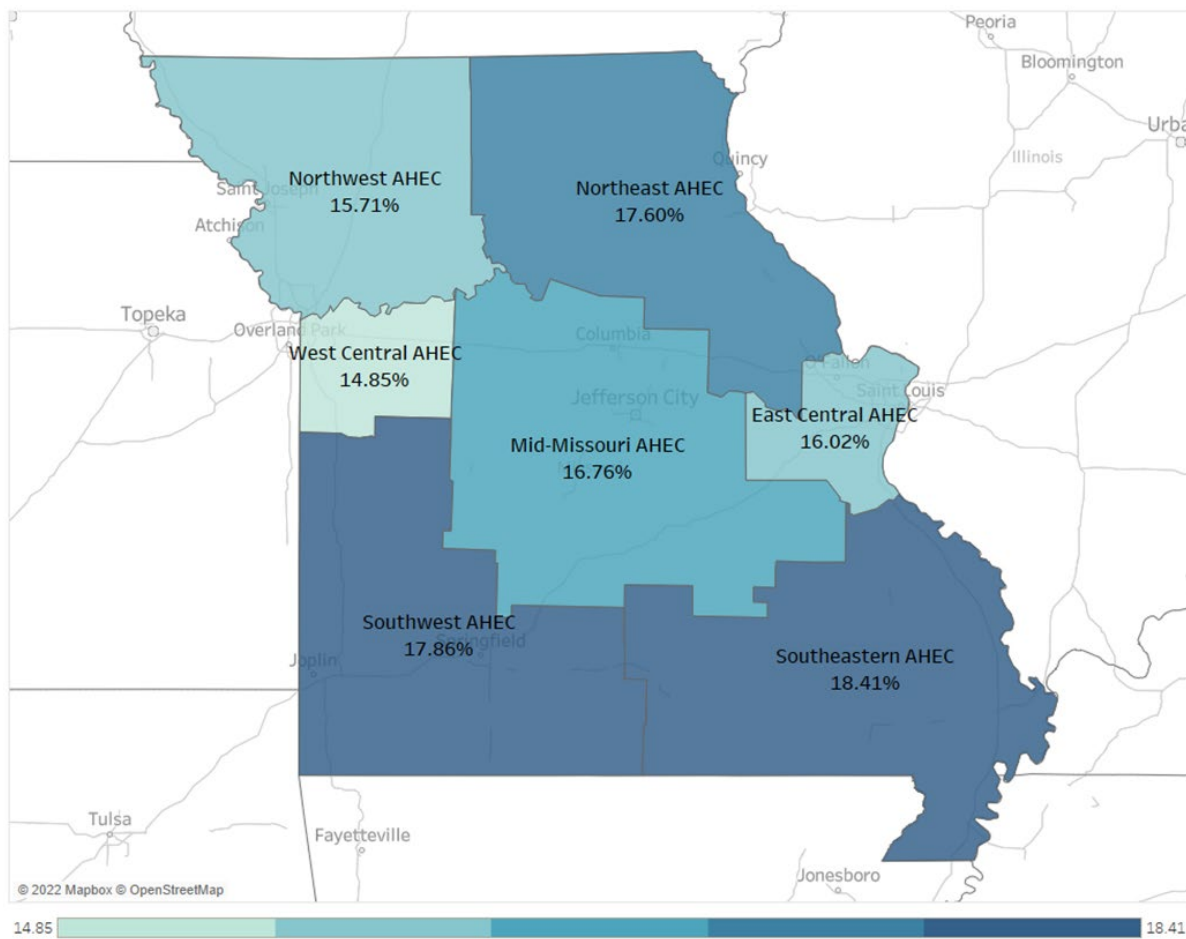 Peoria
Bloomington
Urba
Illinois
Quincy
Northwest AHEC
15.71%
Saint Joseph
Northeast AHEC
17.60%
Atchison
Topeka
Overland Park
West Central AHEC
14.85%
Columbia
Jefferson City
O'Fallon
Saint Louis
East Central AHEC
16.02%
Mid-Missouri AHEC
16.76%
Southwest AHEC
17.86%
Springfield
Joplin
Southeastern AHEC
18.41%
Tulsa
Fayetteville
Jonesboro
© 2022 Mapbox © OpenStreetMap
14.85
18.41